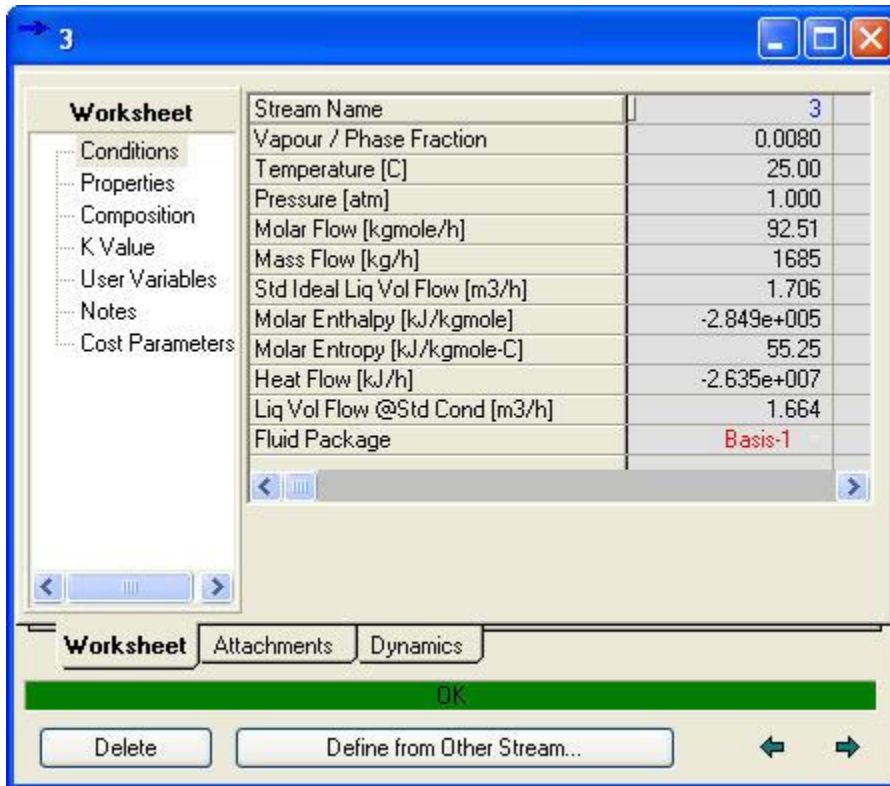 3
Worksheet
Conditions
Properties
Composition
K Value
User Variables
Notes
Cost Parameters
Stream Name 3
Vapour / Phase Fraction 0.0080
Temperature [C] 25.00
Pressure [atm] 1.000
Molar Flow [kgmole/h] 92.51
Mass Flow [kg/h] 1685
Std Ideal Liq Vol Flow [m3/h] 1.706
Molar Enthalpy [kJ/kgmole] -2.849e+005
Molar Entropy [kJ/kgmole-C] 55.25
Heat Flow [kJ/h] -2.635e+007
Liq Vol Flow @Std Cond [m3/h] 1.664
Fluid Package Basis-1
Worksheet Attachments Dynamics
OK
Delete Define from Other Stream...